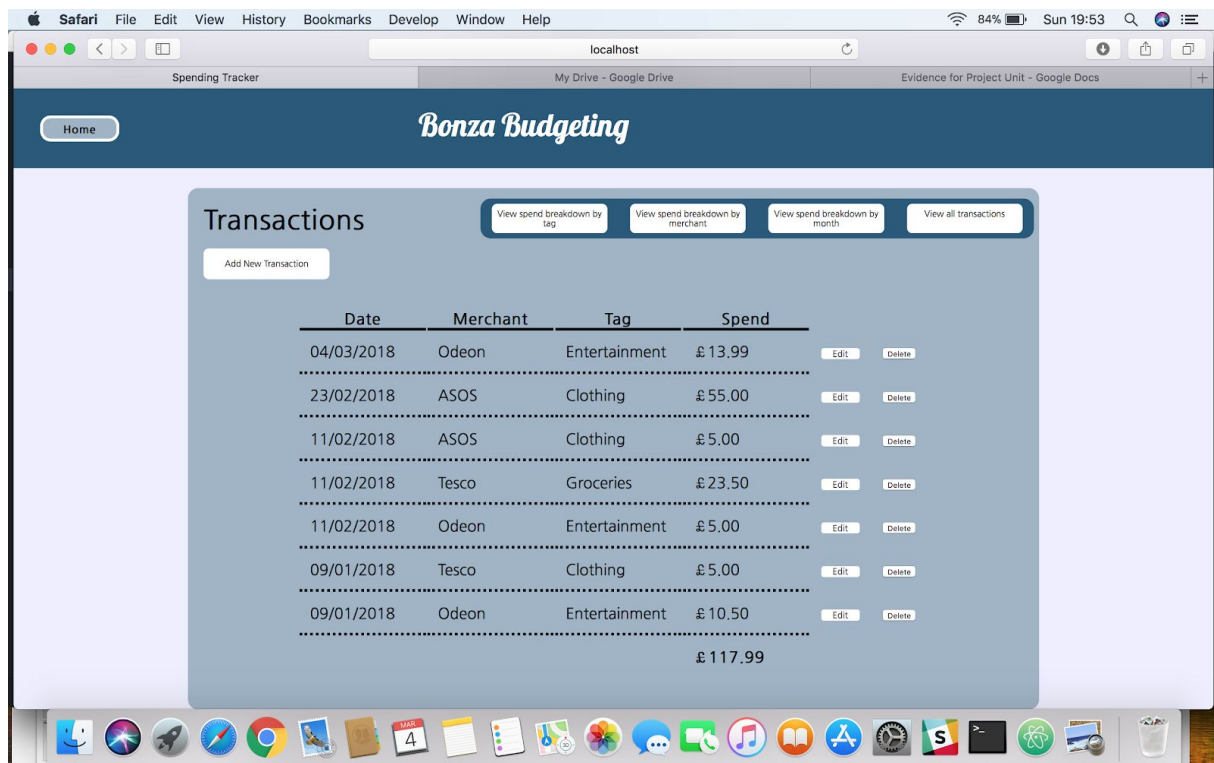 Safari File Edit View History Bookmarks Develop Window Help 84% Sun 19:53
localhost
Spending Tracker My Drive - Google Drive Evidence for Project Unit - Google Docs +
Home Bonza Budgeting
Transactions
View spend breakdown by
tag
View spend breakdown by
merchant
View spend breakdown by
month
View all transactions
Add New Transaction
Date Merchant Tag Spend
04/03/2018 Odeon Entertainment £13.99 Edit Delete
23/02/2018 ASOS Clothing £55.00 Edit Delete
11/02/2018 ASOS Clothing £5.00 Edit Delete
11/02/2018 Tesco Groceries £23.50 Edit Delete
11/02/2018 Odeon Entertainment £5.00 Edit Delete
09/01/2018 Tesco Clothing £5.00 Edit Delete
09/01/2018 Odeon Entertainment £10.50 Edit Delete
£117.99
MAR
4
S
>_